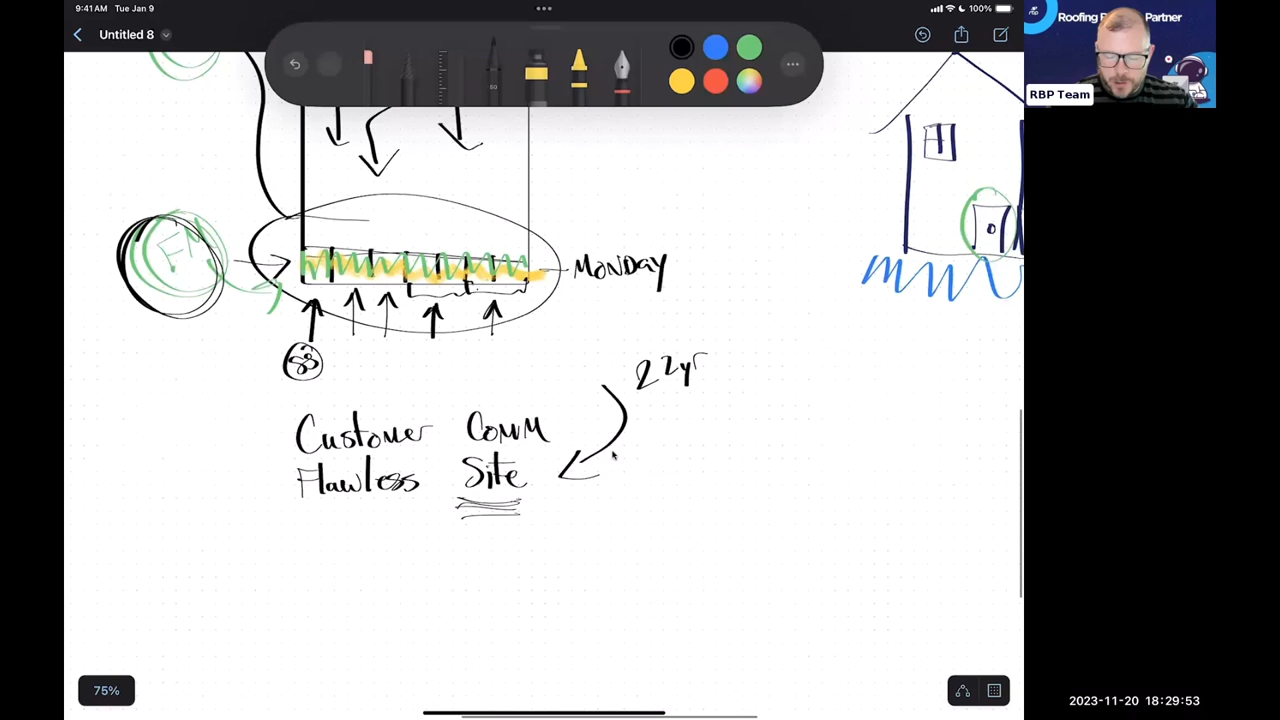 9:41 AM Tue Jan 9
100%
Untitled 8
80
Roofing
Partner
RBP Team
FM
MONDAY
22yr
Customer Comm
Flawless Site
75%
2023-11-20 18:29:53